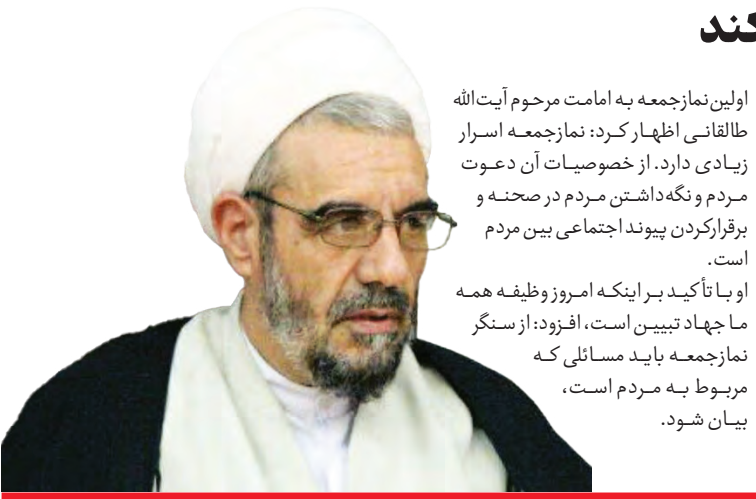 کند
اولین نمازجمعه به امامت مرحوم آیت‌الله
طالقانی اظهار کرد: نمازجمعه اسرار
زیادی دارد. از خصوصیات آن دعوت
مردم و نگه‌داشتن مردم در صحنه و
برقرارکردن پیوند اجتماعی بین مردم
است.
او با تأکید بر اینکه امروز وظیفه همه
ما جهاد تبیین است، افزود: از سنگر
نمازجمعه باید مسائلی که
مربوط به مردم است،
بیان شود.